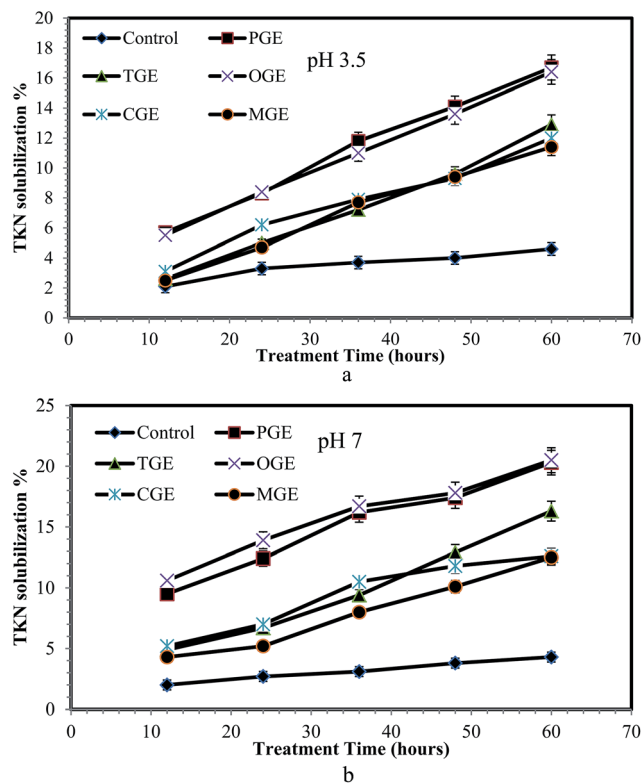 20
18
16
14
12
10
8
6
4
2
0
TKN solubilization %
Control PGE
TGE OGE
CGE MGE
pH 3.5
0 10 20 30 40 50 60 70
Treatment Time (hours)
a
25
20
15
10
5
0
TKN solubilization %
Control PGE
TGE OGE
CGE MGE
pH 7
0 10 20 30 40 50 60 70
Treatment Time (hours)
b